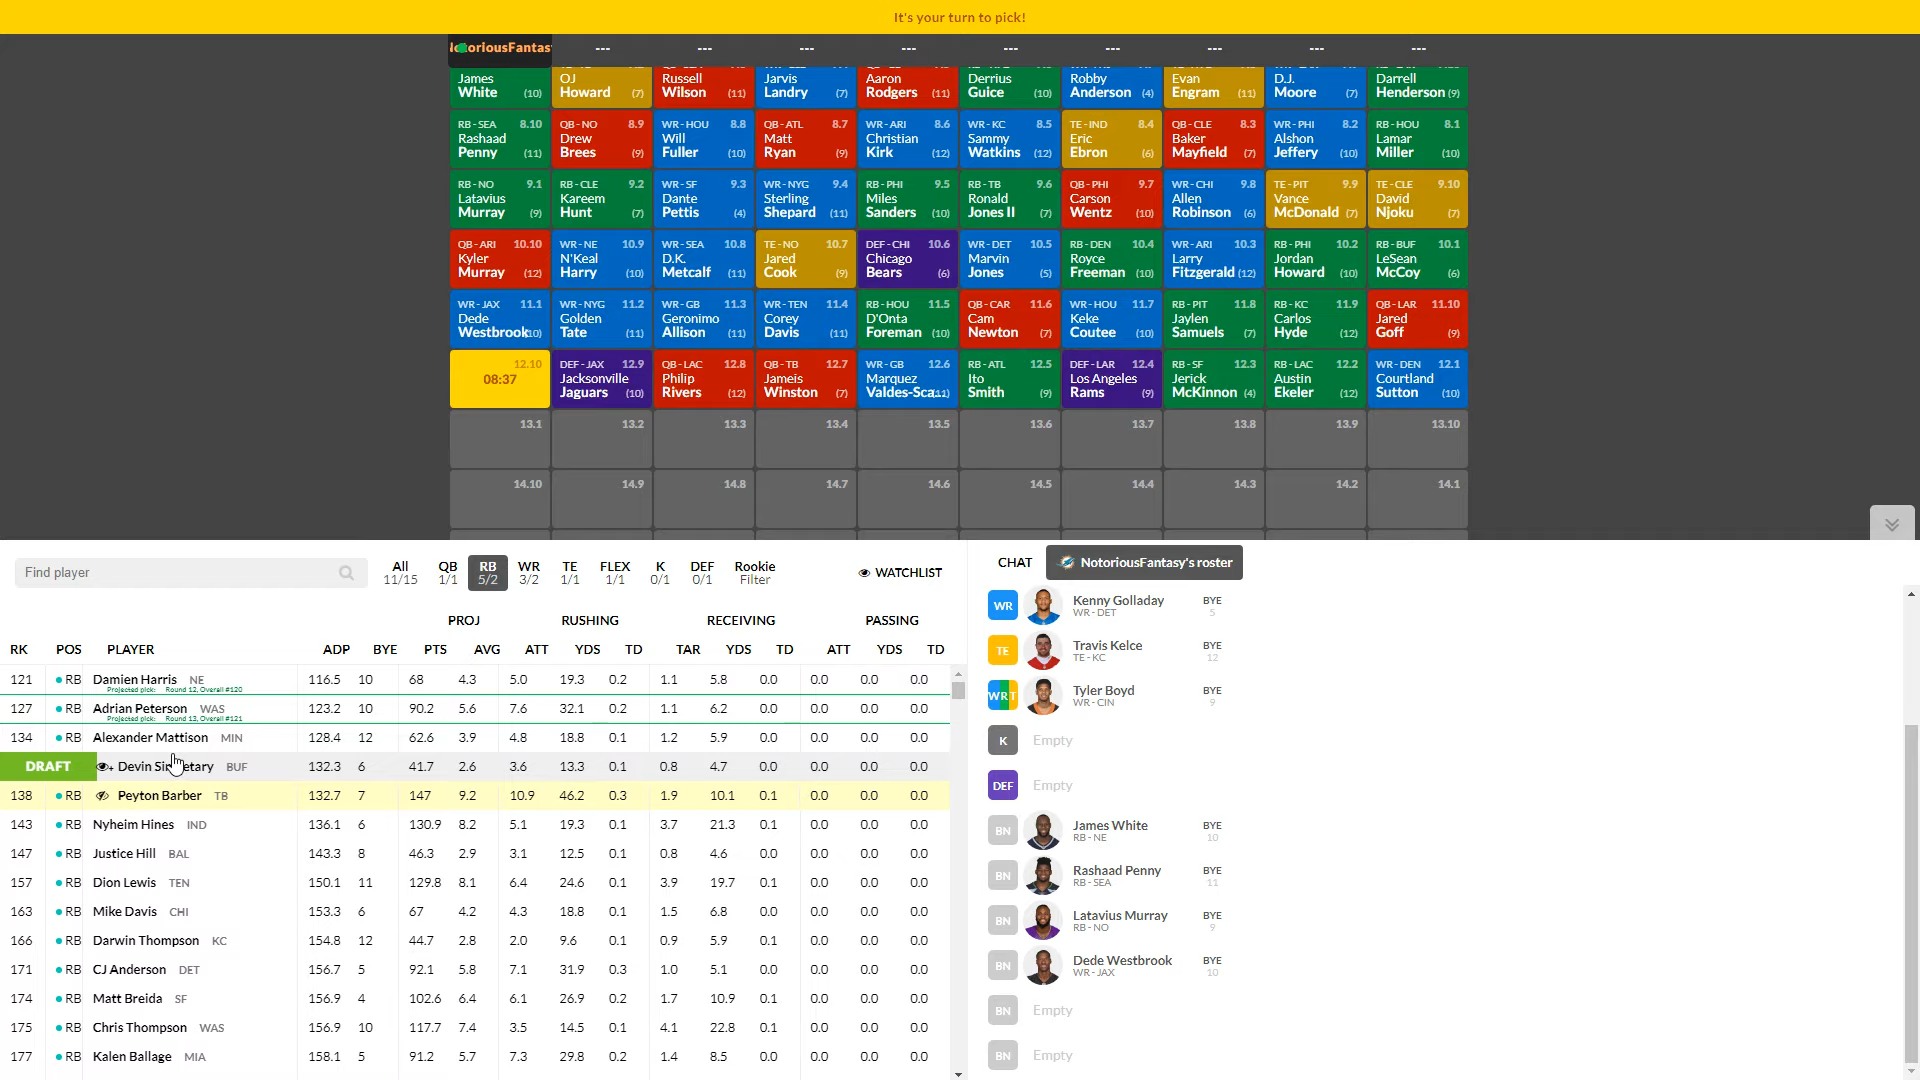 It's your turn to pick!
NotoriousFantasy --- --- --- --- --- --- --- --- ---
James White (10)
OJ Howard (7)
Russell Wilson (11)
Jarvis Landry (7)
Aaron Rodgers (11)
Derrius Guice (10)
Robby Anderson (4)
Evan Engram (11)
D.J. Moore (7)
Darrell Henderson (9)
RB - SEA 8.10 Rashaad Penny (11)
QB - NO 8.9 Drew Brees (9)
WR - HOU 8.8 Will Fuller (10)
QB - ATL 8.7 Matt Ryan (9)
WR - ARI 8.6 Christian Kirk (12)
WR - KC 8.5 Sammy Watkins (12)
TE - IND 8.4 Eric Ebron (6)
QB - CLE 8.3 Baker Mayfield (7)
WR - PHI 8.2 Alshon Jeffery (10)
RB - HOU 8.1 Lamar Miller (10)
RB - NO 9.1 Latavius Murray (9)
RB - CLE 9.2 Kareem Hunt (7)
WR - SF 9.3 Dante Pettis (4)
WR - NYG 9.4 Sterling Shepard (11)
RB - PHI 9.5 Miles Sanders (10)
RB - TB 9.6 Ronald Jones II (7)
QB - PHI 9.7 Carson Wentz (10)
WR - CHI 9.8 Allen Robinson (6)
TE - PIT 9.9 Vance McDonald (7)
TE - CLE 9.10 David Njoku (7)
QB - ARI 10.10 Kyler Murray (12)
WR - NE 10.9 N'Keal Harry (10)
WR - SEA 10.8 D.K. Metcalf (11)
TE - NO 10.7 Jared Cook (9)
DEF - CHI 10.6 Chicago Bears (6)
WR - DET 10.5 Marvin Jones (5)
RB - DEN 10.4 Royce Freeman (10)
WR - ARI 10.3 Larry Fitzgerald (12)
RB - PHI 10.2 Jordan Howard (10)
RB - BUF 10.1 LeSean McCoy (6)
WR - JAX 11.1 Dede Westbrook (10)
WR - NYG 11.2 Golden Tate (11)
WR - GB 11.3 Geronimo Allison (11)
WR - TEN 11.4 Corey Davis (11)
RB - HOU 11.5 D'Onta Foreman (10)
QB - CAR 11.6 Cam Newton (7)
WR - HOU 11.7 Keke Coutee (10)
RB - PIT 11.8 Jaylen Samuels (7)
RB - KC 11.9 Carlos Hyde (12)
QB - LAR 11.10 Jared Goff (9)
12.10 08:37
DEF - JAX 12.9 Jacksonville Jaguars (10)
QB - LAC 12.8 Philip Rivers (12)
QB - TB 12.7 Jameis Winston (7)
WR - GB 12.6 Marquez Valdes-Sca... (11)
RB - ATL 12.5 Ito Smith (9)
DEF - LAR 12.4 Los Angeles Rams (9)
RB - SF 12.3 Jerick McKinnon (4)
RB - LAC 12.2 Austin Ekeler (12)
WR - DEN 12.1 Courtland Sutton (10)
13.1 13.2 13.3 13.4 13.5 13.6 13.7 13.8 13.9 13.10
14.10 14.9 14.8 14.7 14.6 14.5 14.4 14.3 14.2 14.1
Find player
All QB RB WR TE FLEX K DEF Rookie
11/15 1/1 5/2 3/2 1/1 1/1 0/1 0/1 Filter
WATCHLIST
PROJ RUSHING RECEIVING PASSING
RK POS PLAYER ADP BYE PTS AVG ATT YDS TD TAR YDS TD ATT YDS TD
121 RB Damien Harris NE 116.5 10 68 4.3 5.0 19.3 0.2 1.1 5.8 0.0 0.0 0.0 0.0
Projected pick: Round 12, Overall #120
127 RB Adrian Peterson WAS 123.2 10 90.2 5.6 7.6 32.1 0.2 1.1 6.2 0.0 0.0 0.0 0.0
Projected pick: Round 13, Overall #121
134 RB Alexander Mattison MIN 128.4 12 62.6 3.9 4.8 18.8 0.1 1.2 5.9 0.0 0.0 0.0 0.0
DRAFT Devin Singletary BUF 132.3 6 41.7 2.6 3.6 13.3 0.1 0.8 4.7 0.0 0.0 0.0 0.0
138 RB Peyton Barber TB 132.7 7 147 9.2 10.9 46.2 0.3 1.9 10.1 0.1 0.0 0.0 0.0
143 RB Nyheim Hines IND 136.1 6 130.9 8.2 5.1 19.3 0.1 3.7 21.3 0.1 0.0 0.0 0.0
147 RB Justice Hill BAL 143.3 8 46.3 2.9 3.1 12.5 0.1 0.8 4.6 0.0 0.0 0.0 0.0
157 RB Dion Lewis TEN 150.1 11 129.8 8.1 6.4 24.6 0.1 3.9 19.7 0.1 0.0 0.0 0.0
163 RB Mike Davis CHI 153.3 6 67 4.2 4.3 18.8 0.1 1.5 6.8 0.0 0.0 0.0 0.0
166 RB Darwin Thompson KC 154.8 12 44.7 2.8 2.0 9.6 0.1 0.9 5.9 0.0 0.0 0.0 0.0
171 RB CJ Anderson DET 156.7 5 92.1 5.8 7.1 31.9 0.3 1.0 5.1 0.0 0.0 0.0 0.0
174 RB Matt Breida SF 156.9 4 102.6 6.4 6.1 26.9 0.2 1.7 10.9 0.1 0.0 0.0 0.0
175 RB Chris Thompson WAS 156.9 10 117.7 7.4 3.5 14.5 0.1 4.1 22.8 0.1 0.0 0.0 0.0
177 RB Kalen Ballage MIA 158.1 5 91.2 5.7 7.3 29.8 0.2 1.4 8.5 0.0 0.0 0.0 0.0
CHAT NotoriousFantasy's roster
WR Kenny Golladay BYE
WR - DET 5
TE Travis Kelce BYE
TE - KC 12
WRT Tyler Boyd BYE
WR - CIN 9
K Empty
DEF Empty
BN James White BYE
RB - NE 10
BN Rashaad Penny BYE
RB - SEA 11
BN Latavius Murray BYE
RB - NO 9
BN Dede Westbrook BYE
WR - JAX 10
BN Empty
BN Empty